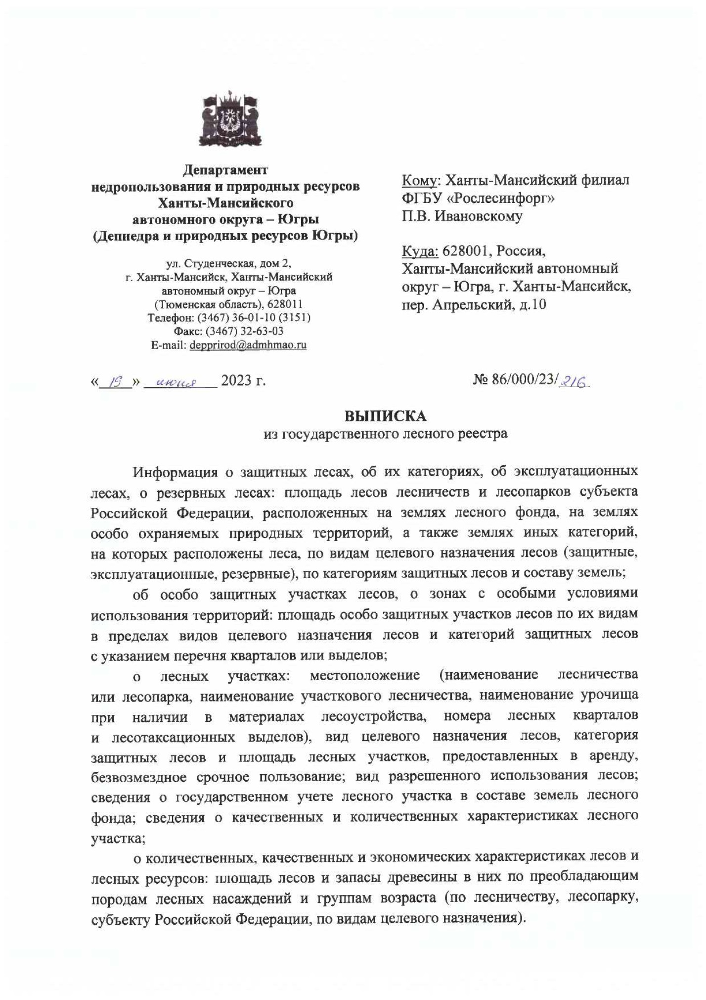 Департамент
недропользования и природных ресурсов
Ханты-Мансийского
автономного округа – Югры
(Депнедра и природных ресурсов Югры)
ул. Студенческая, дом 2,
г. Ханты-Мансийск, Ханты-Мансийский
автономный округ – Югра
(Тюменская область), 628011
Телефон: (3467) 36-01-10 (3151)
Факс: (3467) 32-63-03
E-mail: depprirod@admhmao.ru
Кому: Ханты-Мансийский филиал
ФГБУ «Рослесинфорг»
П.В. Ивановскому
Куда: 628001, Россия,
Ханты-Мансийский автономный
округ – Югра, г. Ханты-Мансийск,
пер. Апрельский, д.10
«19» июня 2023 г.
№ 86/000/23/216
ВЫПИСКА
из государственного лесного реестра
Информация о защитных лесах, об их категориях, об эксплуатационных
лесах, о резервных лесах: площадь лесов лесничеств и лесопарков субъекта
Российской Федерации, расположенных на землях лесного фонда, на землях
особо охраняемых природных территорий, а также землях иных категорий,
на которых расположены леса, по видам целевого назначения лесов (защитные,
эксплуатационные, резервные), по категориям защитных лесов и составу земель;
об особо защитных участках лесов, о зонах с особыми условиями
использования территорий: площадь особо защитных участков лесов по их видам
в пределах видов целевого назначения лесов и категорий защитных лесов
с указанием перечня кварталов или выделов;
о лесных участках: местоположение (наименование лесничества
или лесопарка, наименование участкового лесничества, наименование урочища
при наличии в материалах лесоустройства, номера лесных кварталов
и лесотаксационных выделов), вид целевого назначения лесов, категория
защитных лесов и площадь лесных участков, предоставленных в аренду,
безвозмездное срочное пользование; вид разрешенного использования лесов;
сведения о государственном учете лесного участка в составе земель лесного
фонда; сведения о качественных и количественных характеристиках лесного
участка;
о количественных, качественных и экономических характеристиках лесов и
лесных ресурсов: площадь лесов и запасы древесины в них по преобладающим
породам лесных насаждений и группам возраста (по лесничеству, лесопарку,
субъекту Российской Федерации, по видам целевого назначения).